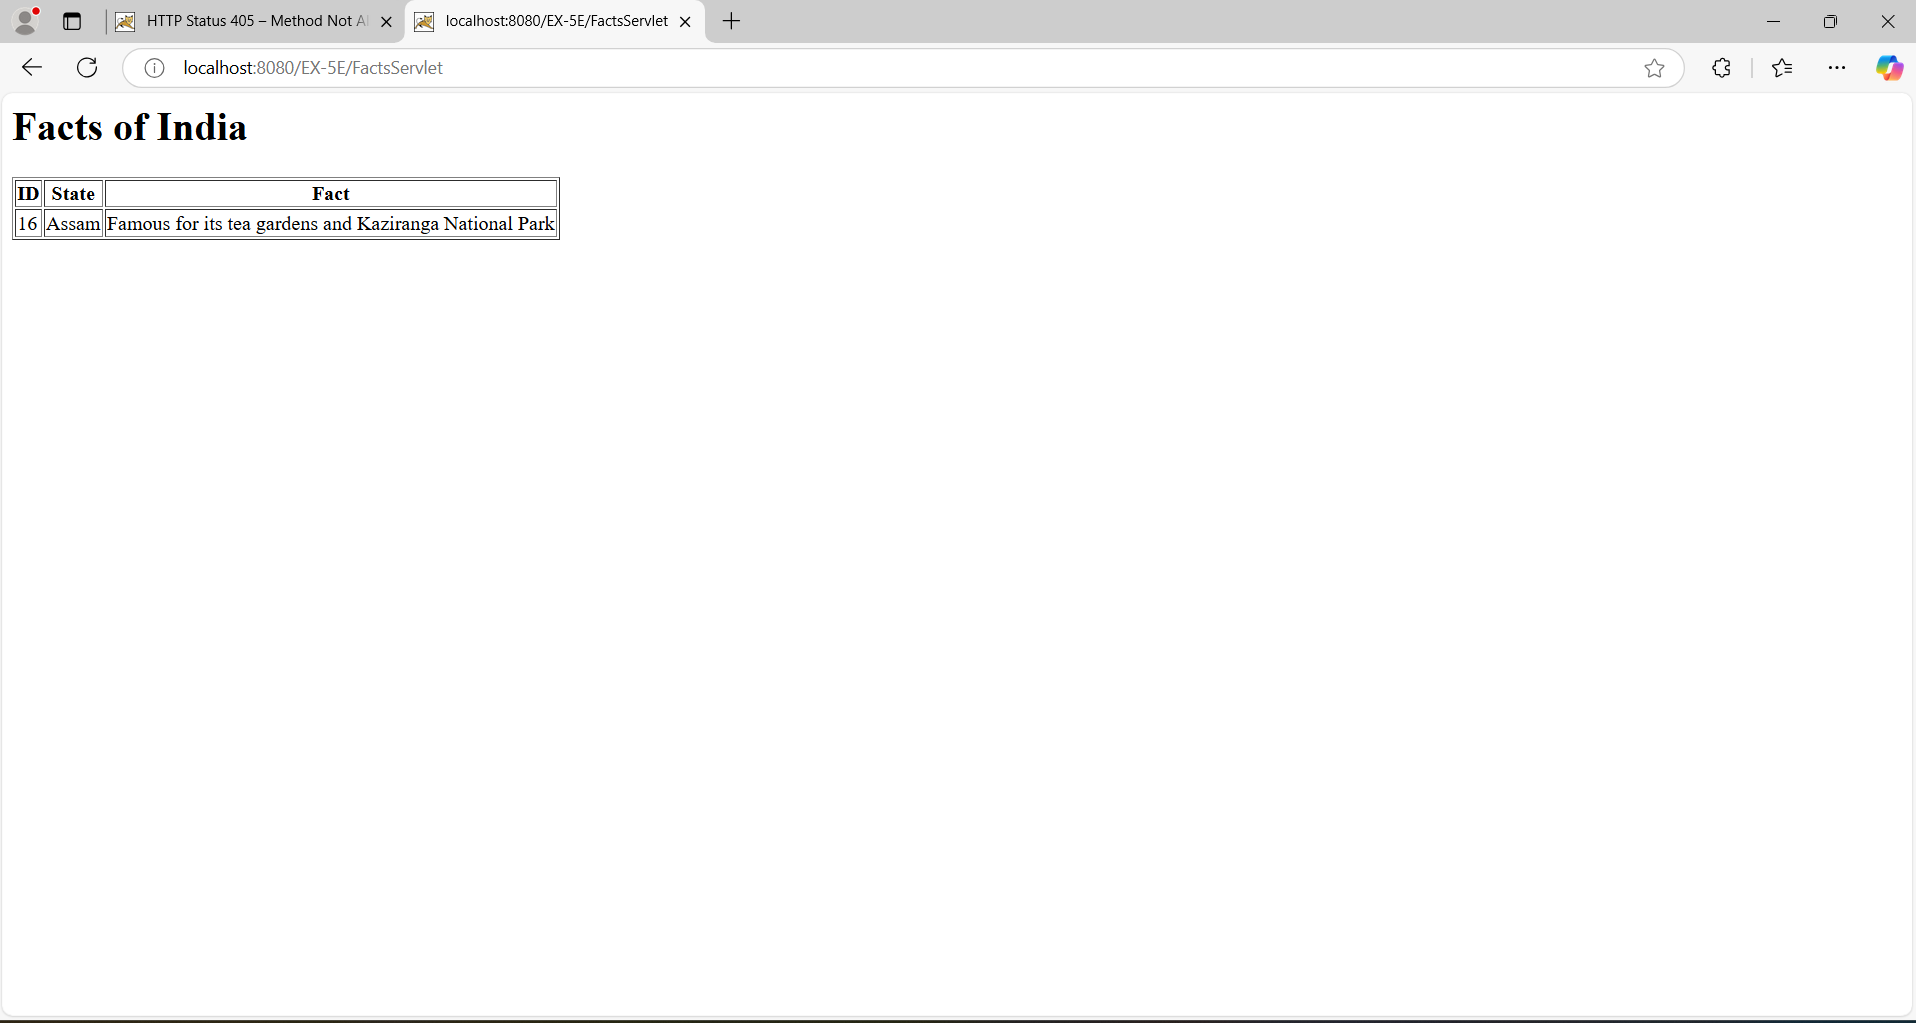 HTTP Status 405 – Method Not Al
localhost:8080/EX-5E/FactsServlet
localhost:8080/EX-5E/FactsServlet
Facts of India
ID State Fact
16 Assam Famous for its tea gardens and Kaziranga National Park